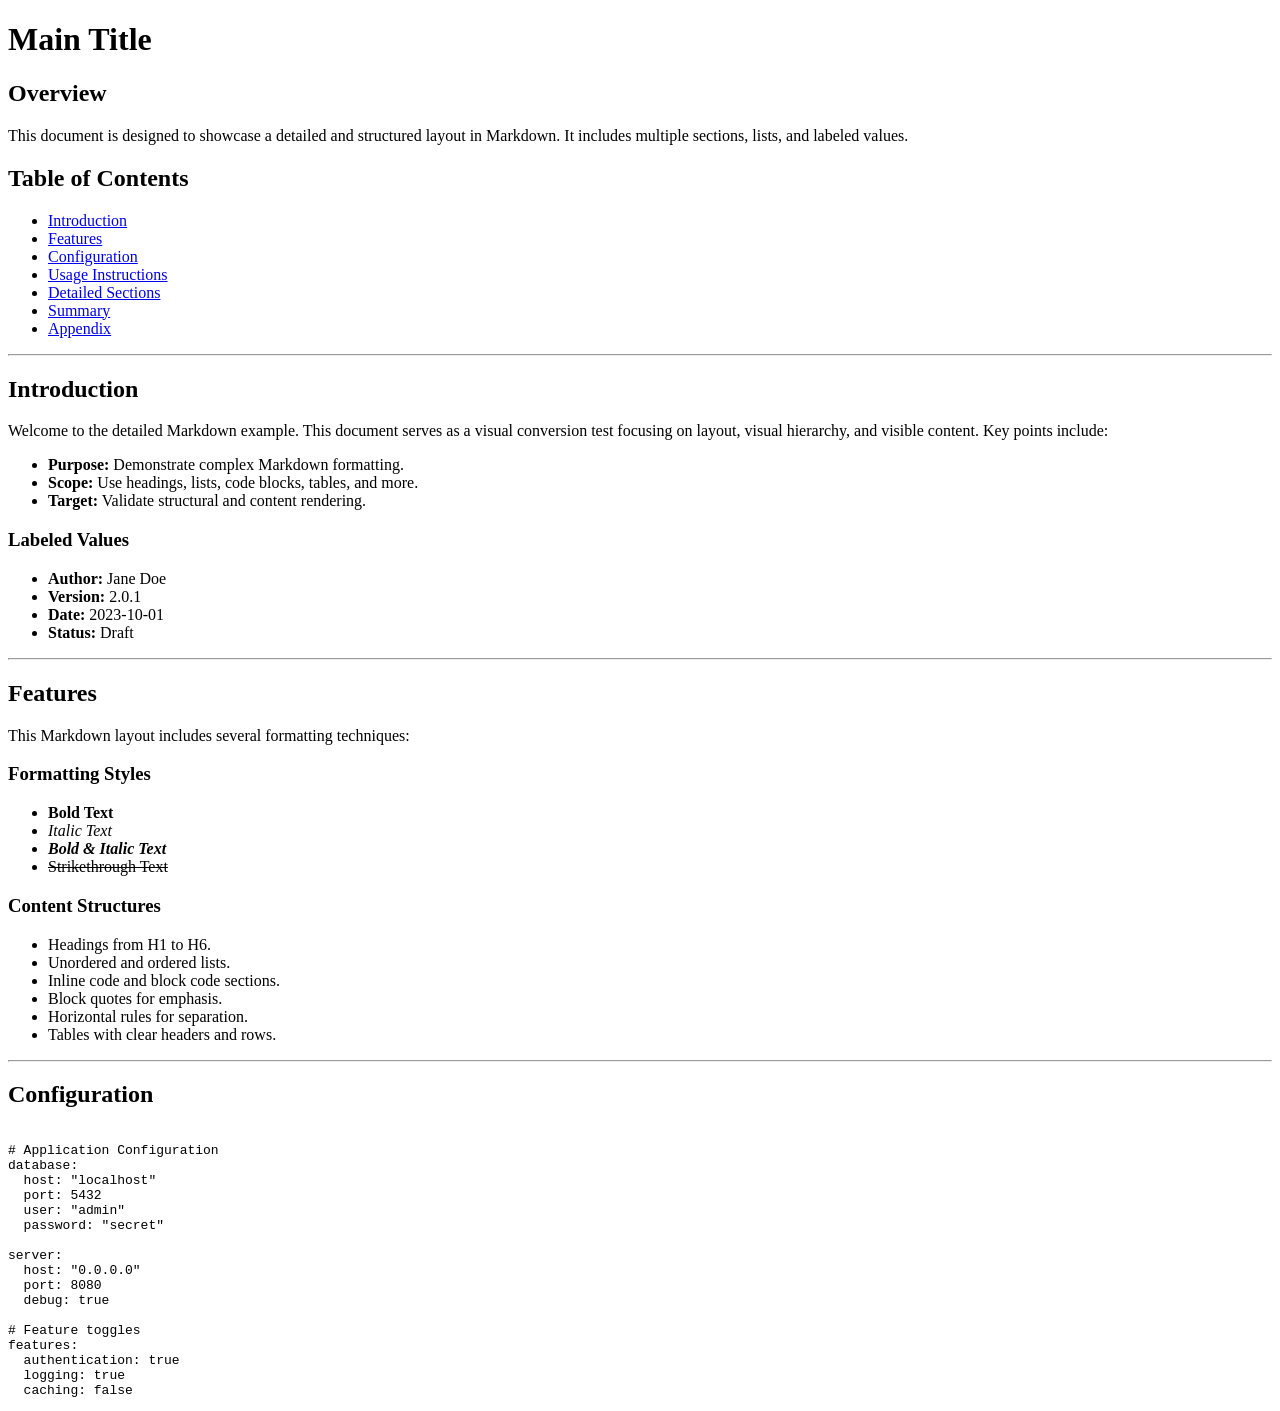 Main Title
Overview
This document is designed to showcase a detailed and structured layout in Markdown. It includes multiple sections, lists, and labeled values.
Table of Contents
Introduction
Features
Configuration
Usage Instructions
Detailed Sections
Summary
Appendix
Introduction
Welcome to the detailed Markdown example. This document serves as a visual conversion test focusing on layout, visual hierarchy, and visible content. Key points include:
Purpose: Demonstrate complex Markdown formatting.
Scope: Use headings, lists, code blocks, tables, and more.
Target: Validate structural and content rendering.
Labeled Values
Author: Jane Doe
Version: 2.0.1
Date: 2023-10-01
Status: Draft
Features
This Markdown layout includes several formatting techniques:
Formatting Styles
Bold Text
Italic Text
Bold & Italic Text
Strikethrough Text
Content Structures
Headings from H1 to H6.
Unordered and ordered lists.
Inline code and block code sections.
Block quotes for emphasis.
Horizontal rules for separation.
Tables with clear headers and rows.
Configuration
# Application Configuration
database:
  host: "localhost"
  port: 5432
  user: "admin"
  password: "secret"
server:
  host: "0.0.0.0"
  port: 8080
  debug: true
# Feature toggles
features:
  authentication: true
  logging: true
  caching: false